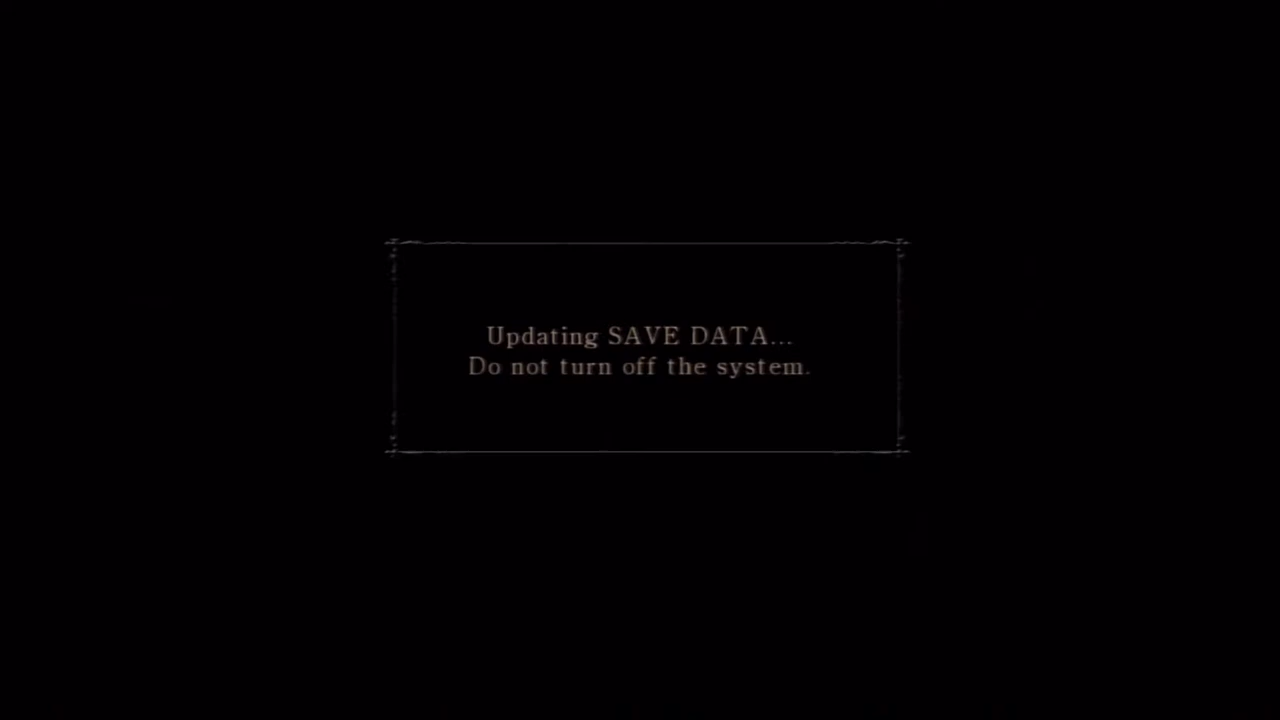 Updating SAVE DATA...
Do not turn off the system.